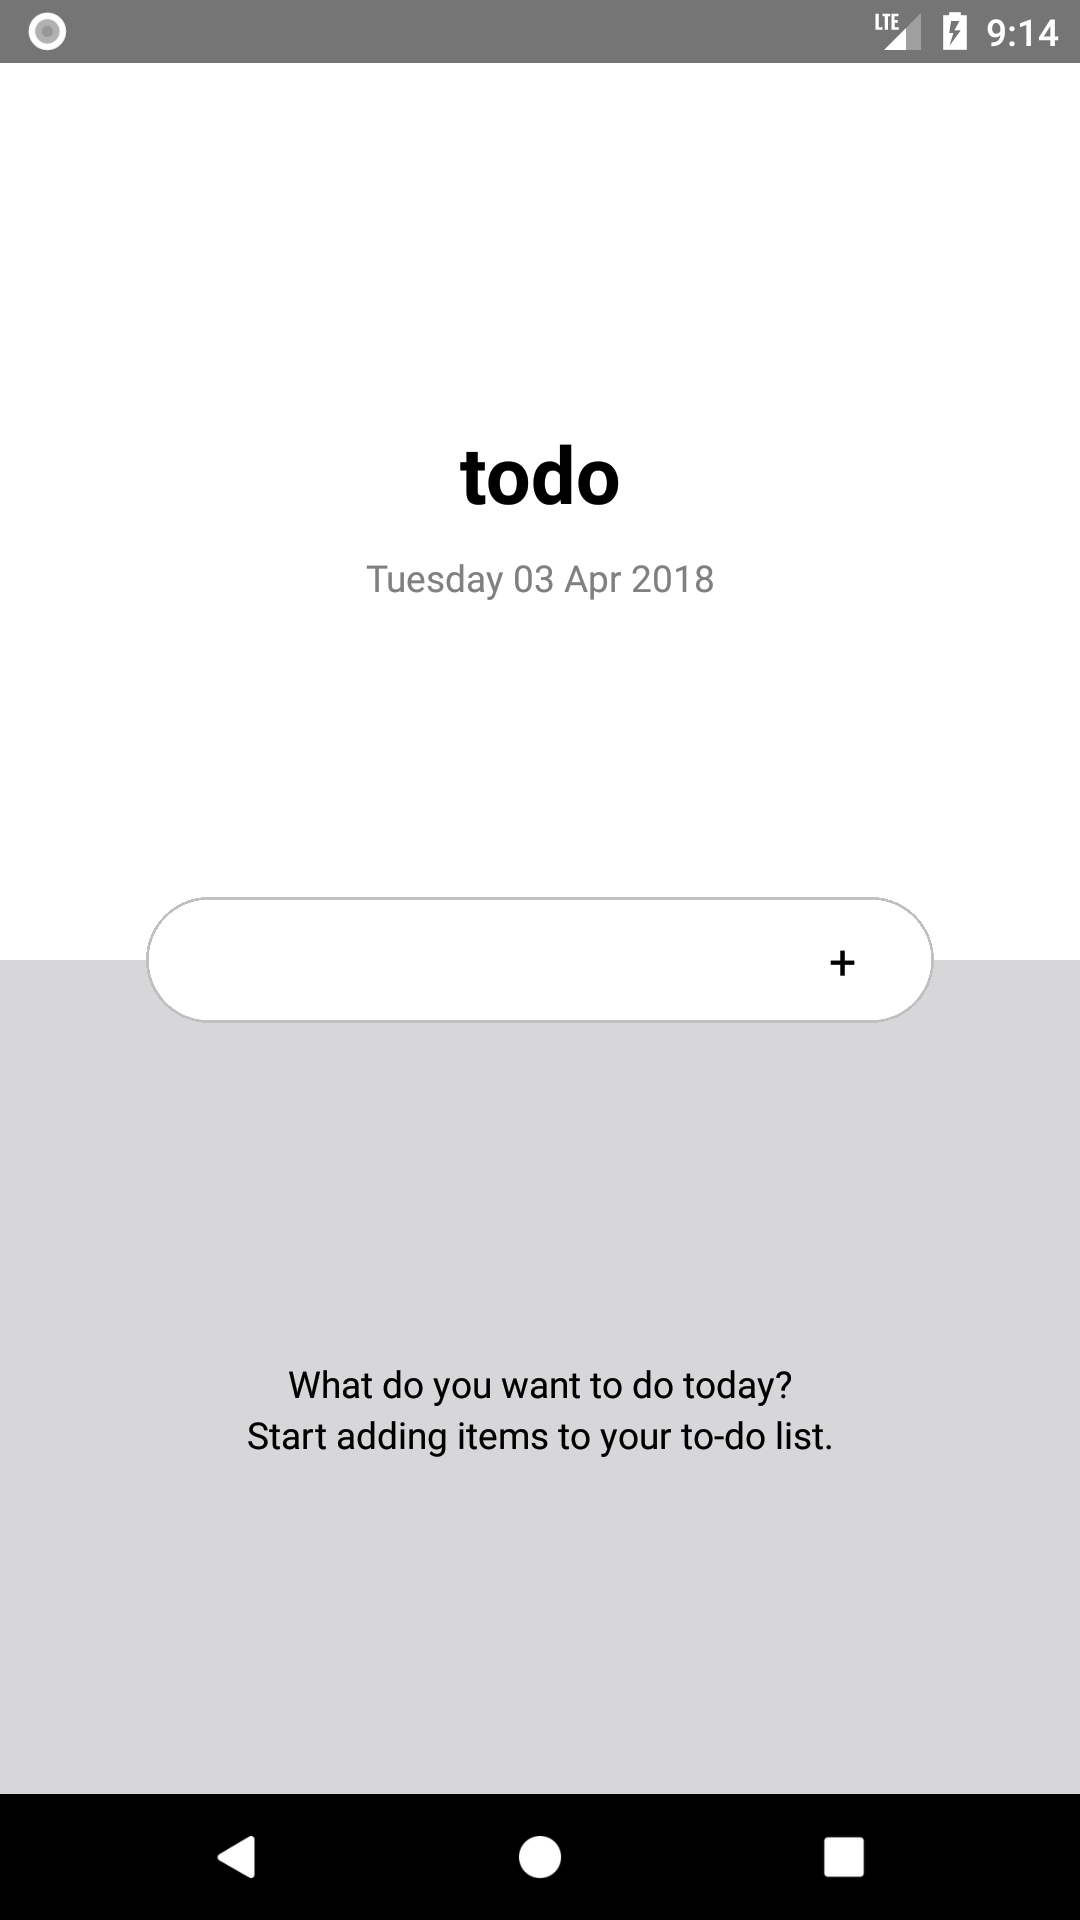 LTE 9:14
todo
Tuesday 03 Apr 2018
+
What do you want to do today?
Start adding items to your to-do list.